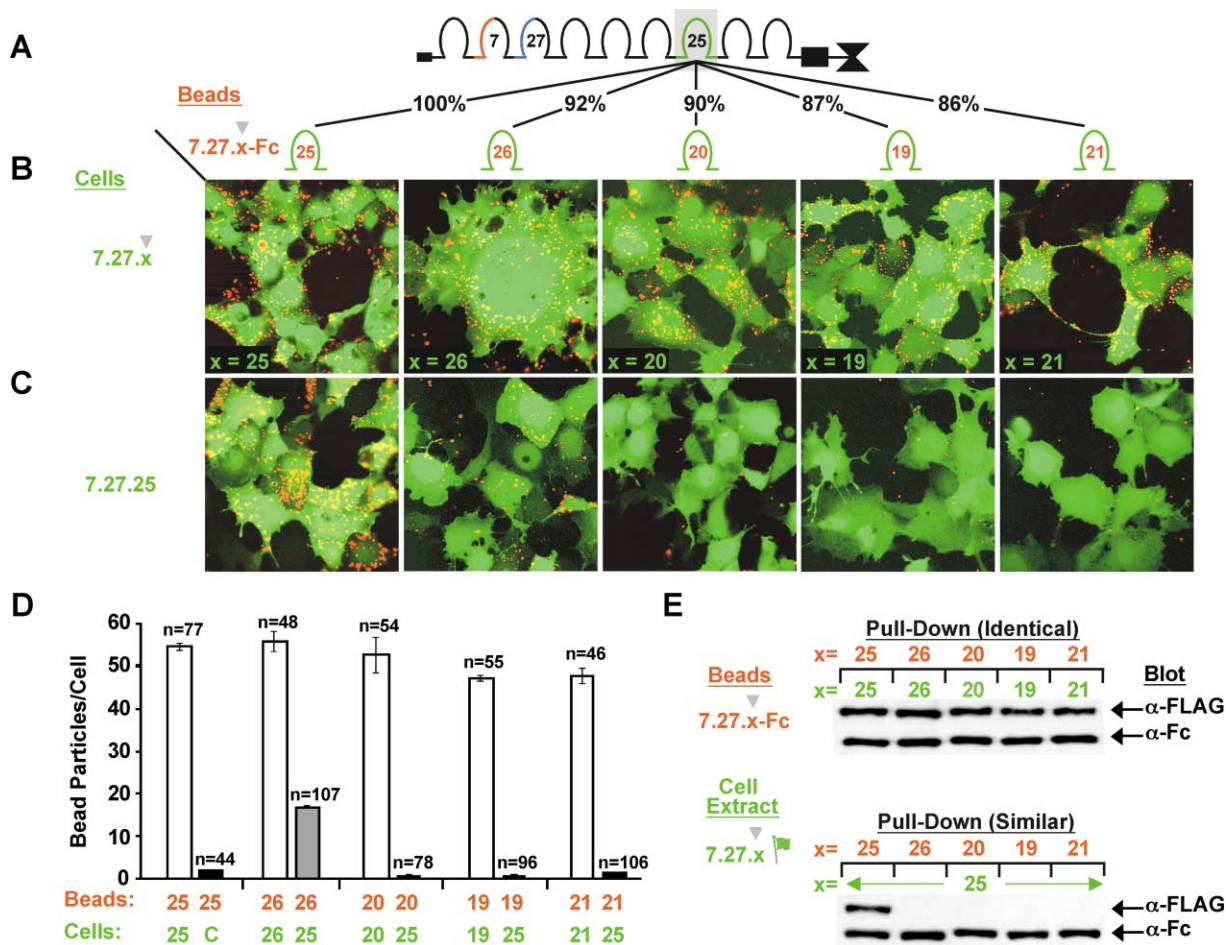 A
7
27
25
100%
92%
90%
87%
86%
Beads
7.27.x-Fc
25
26
20
19
21
B
Cells
7.27.x
x = 25
x = 26
x = 20
x = 19
x = 21
C
7.27.25
D
Bead Particles/Cell
60
50
40
30
20
10
0
n=77
n=44
n=48
n=107
n=54
n=78
n=55
n=96
n=46
n=106
Beads: 25 25 26 26 20 20 19 19 21 21
Cells: 25 C 26 25 20 25 19 25 21 25
E
Pull-Down (Identical)
x= 25 26 20 19 21
x= 25 26 20 19 21
Blot
α-FLAG
α-Fc
Beads
7.27.x-Fc
Cell
Extract
7.27.x
Pull-Down (Similar)
x= 25 26 20 19 21
x= 25
α-FLAG
α-Fc